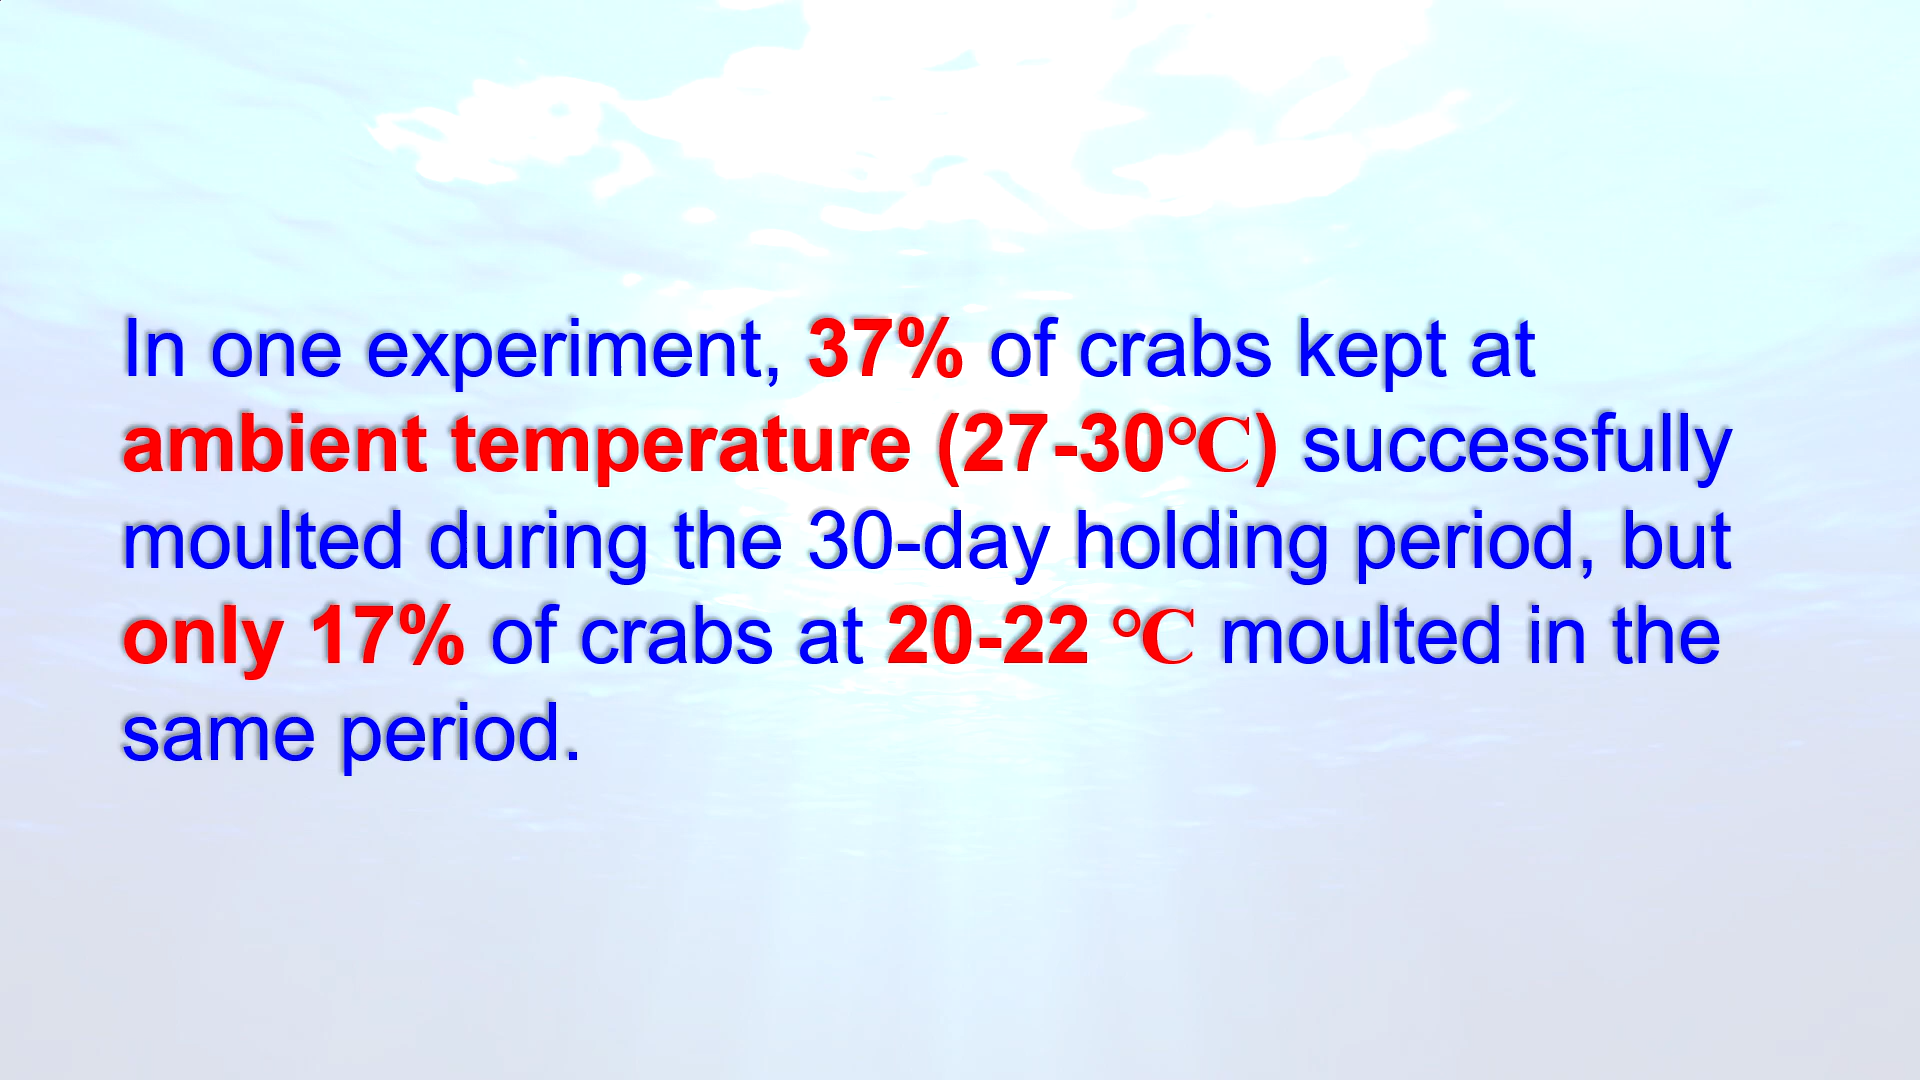 In one experiment, 37% of crabs kept at
ambient temperature (27-30℃) successfully
moulted during the 30-day holding period, but
only 17% of crabs at 20-22 ℃ moulted in the
same period.